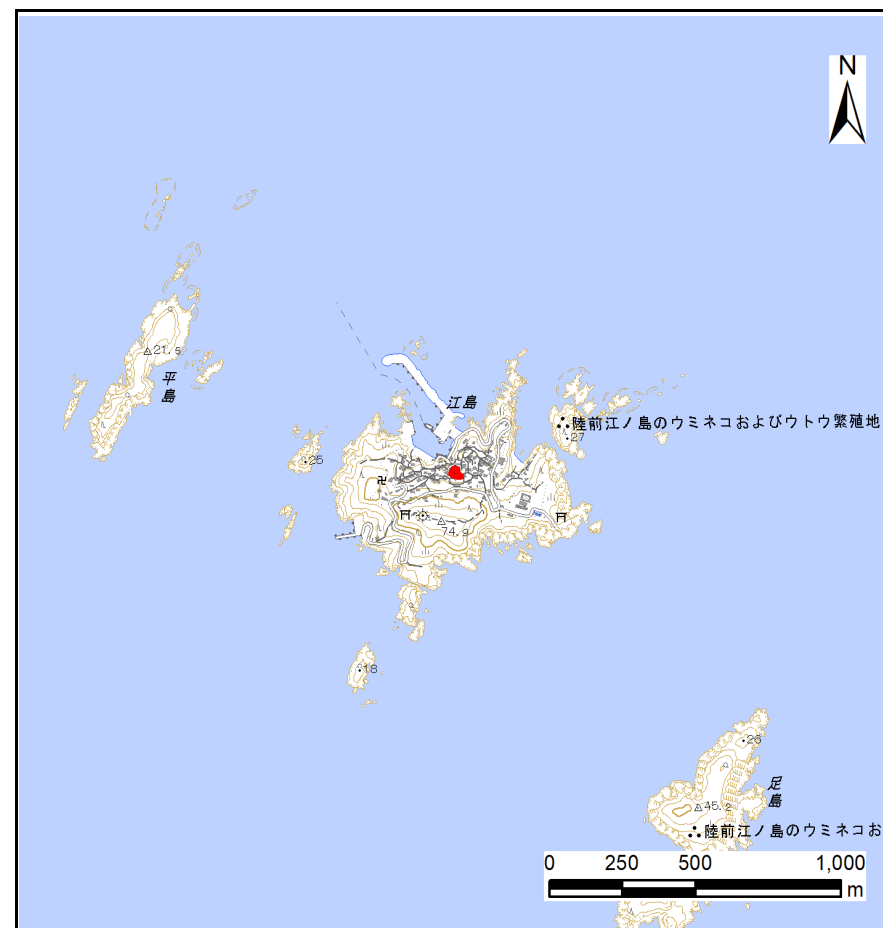 N
21.5
平島
江島
陸前江ノ島のウミネコおよびウトウ繁殖地
27
25
74.9
18
26
足島
45.2
陸前江ノ島のウミネコお
0 250 500 1,000
m